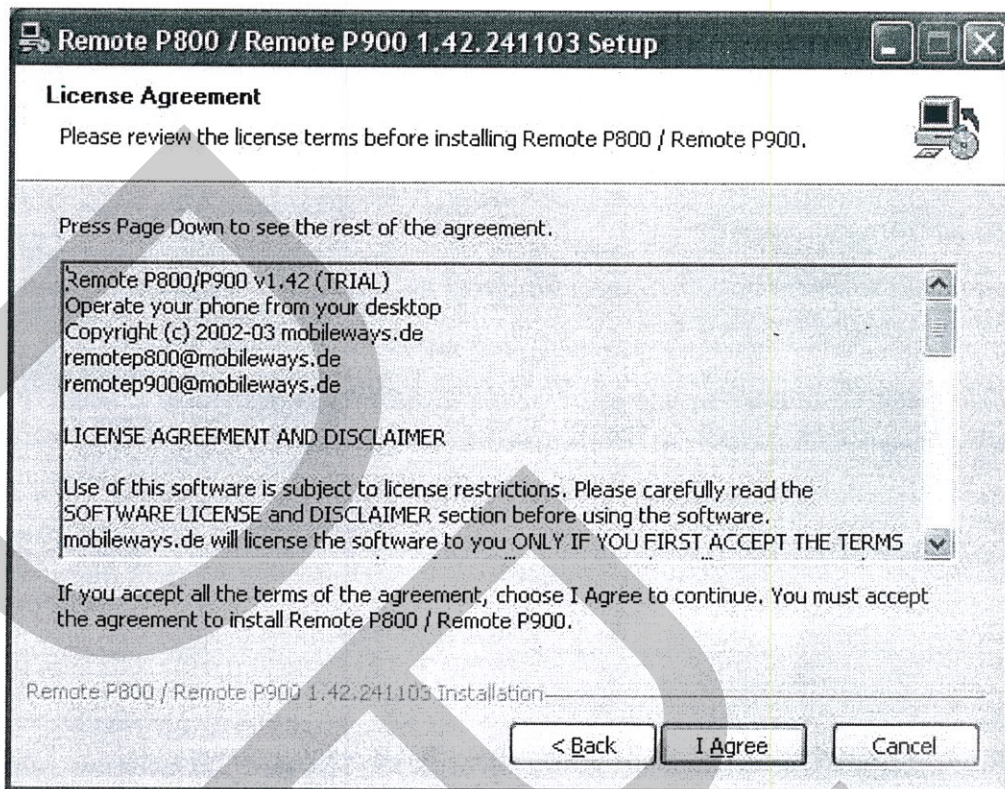 Remote P800 / Remote P900 1.42.241103 Setup
License Agreement
Please review the license terms before installing Remote P800 / Remote P900.
Press Page Down to see the rest of the agreement.
Remote P800/P900 v1.42 (TRIAL)
Operate your phone from your desktop
Copyright (c) 2002-03 mobileways.de
remotep800@mobileways.de
remotep900@mobileways.de
LICENSE AGREEMENT AND DISCLAIMER
Use of this software is subject to license restrictions. Please carefully read the
SOFTWARE LICENSE and DISCLAIMER section before using the software.
mobileways.de will license the software to you ONLY IF YOU FIRST ACCEPT THE TERMS
If you accept all the terms of the agreement, choose I Agree to continue. You must accept
the agreement to install Remote P800 / Remote P900.
Remote P800 / Remote P900 1.42.241103 Installation
< Back
I Agree
Cancel